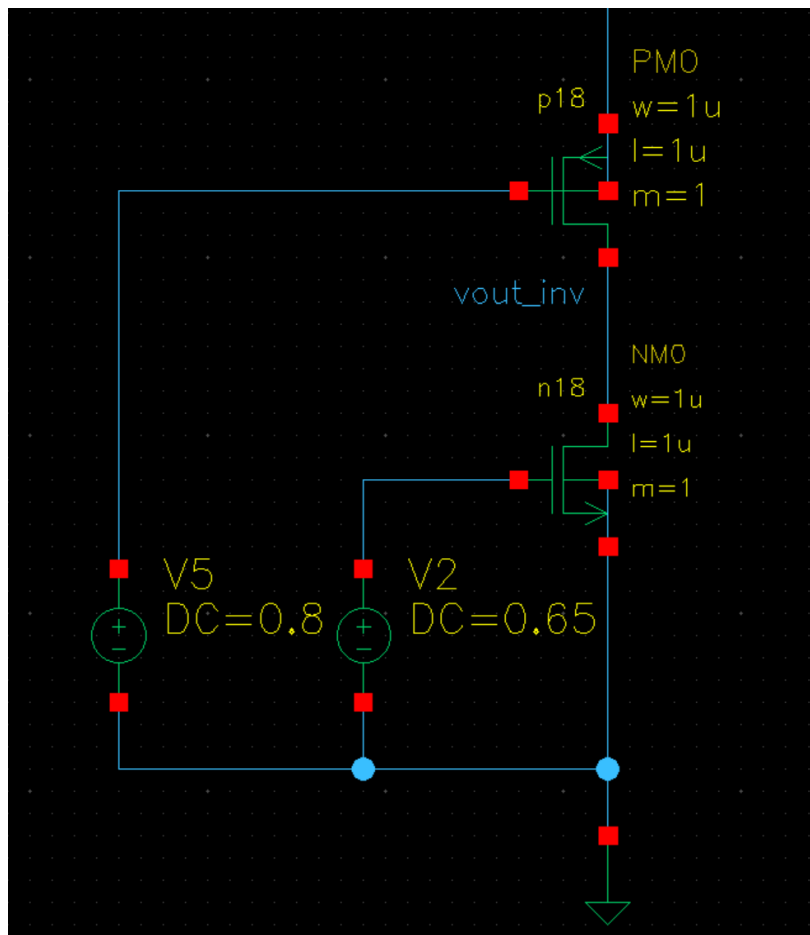 PM0
p18
w=1u
l=1u
m=1
vout_inv
NM0
n18
w=1u
l=1u
m=1
V5
DC=0.8
V2
DC=0.65